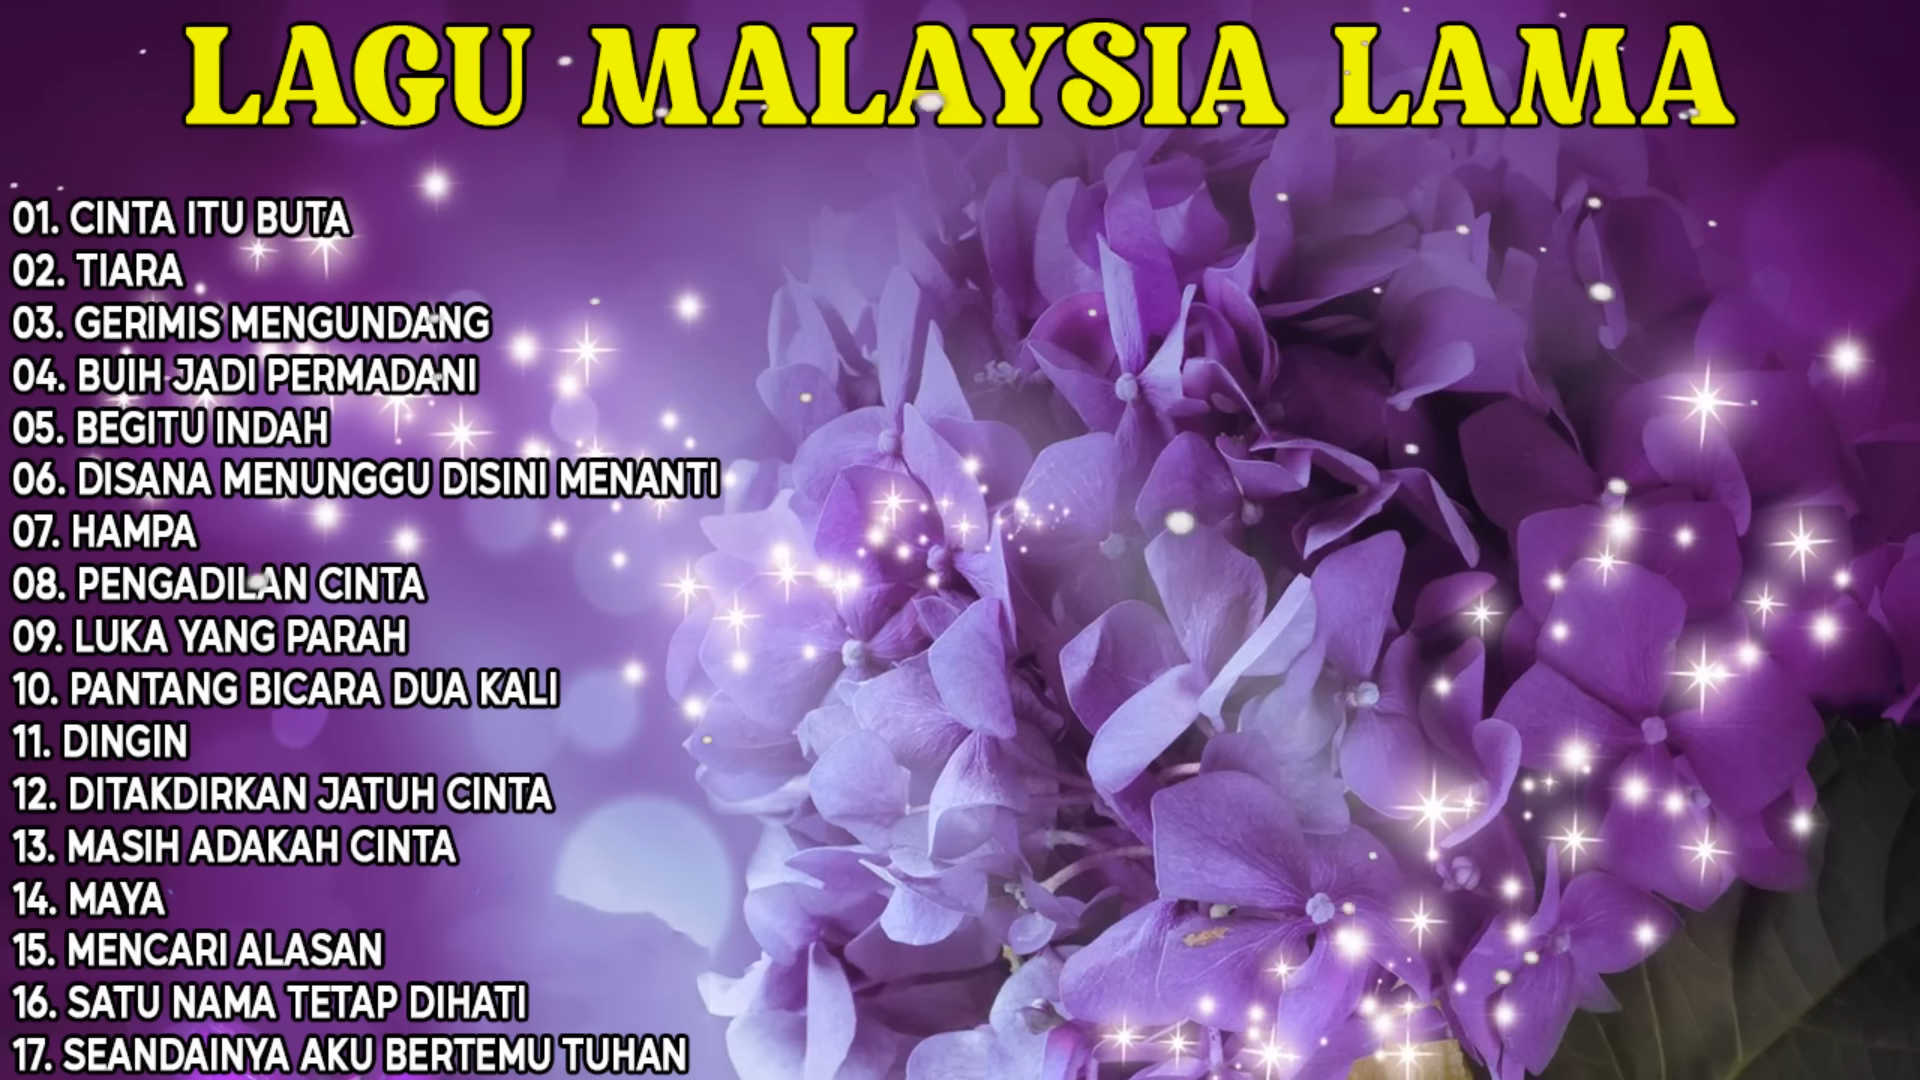 LAGU MALAYSIA LAMA
01. CINTA ITU BUTA
02. TIARA
03. GERIMIS MENGUNDANG
04. BUIH JADI PERMADANI
05. BEGITU INDAH
06. DISANA MENUNGGU DISINI MENANTI
07. HAMPA
08. PENGADILAN CINTA
09. LUKA YANG PARAH
10. PANTANG BICARA DUA KALI
11. DINGIN
12. DITAKDIRKAN JATUH CINTA
13. MASIH ADAKAH CINTA
14. MAYA
15. MENCARI ALASAN
16. SATU NAMA TETAP DIHATI
17. SEANDAINYA AKU BERTEMU TUHAN